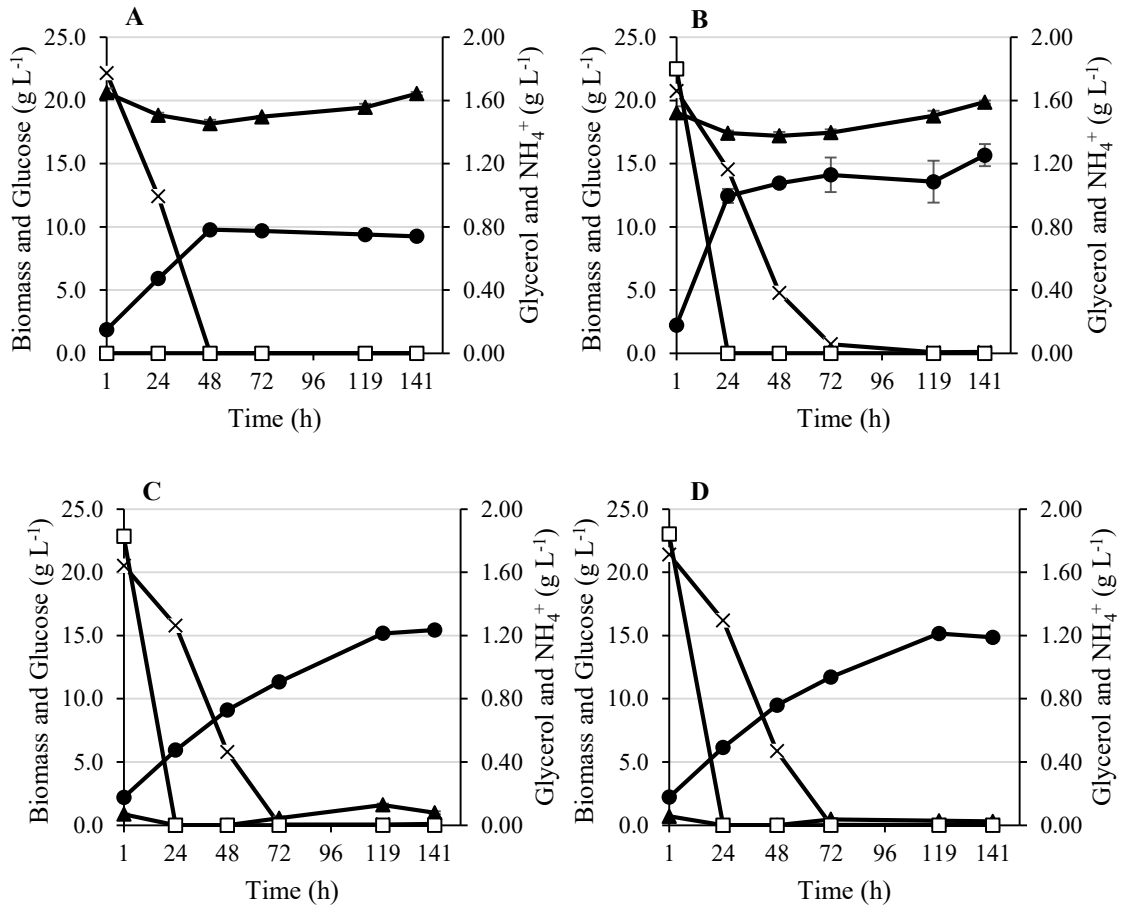 A
25.0
20.0
15.0
10.0
5.0
0.0
Biomass and Glucose (g L⁻¹)
2.00
1.60
1.20
0.80
0.40
0.00
Glycerol and NH₄⁺ (g L⁻¹)
1 24 48 72 96 119 141
Time (h)
B
25.0
20.0
15.0
10.0
5.0
0.0
Biomass and Glucose (g L⁻¹)
2.00
1.60
1.20
0.80
0.40
0.00
Glycerol and NH₄⁺ (g L⁻¹)
1 24 48 72 96 119 141
Time (h)
C
25.0
20.0
15.0
10.0
5.0
0.0
Biomass and Glucose (g L⁻¹)
2.00
1.60
1.20
0.80
0.40
0.00
Glycerol and NH₄⁺ (g L⁻¹)
1 24 48 72 96 119 141
Time (h)
D
25.0
20.0
15.0
10.0
5.0
0.0
Biomass and Glucose (g L⁻¹)
2.00
1.60
1.20
0.80
0.40
0.00
Glycerol and NH₄⁺ (g L⁻¹)
1 24 48 72 96 119 141
Time (h)